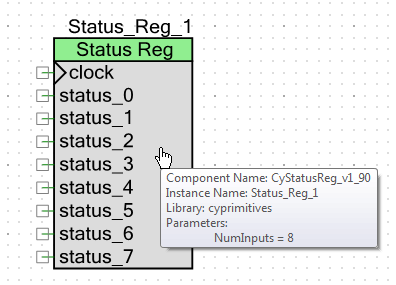 Status_Reg_1
Status Reg
clock
status_0
status_1
status_2
status_3
status_4
status_5
status_6
status_7
Component Name: CyStatusReg_v1_90
Instance Name: Status_Reg_1
Library: cyprimitives
Parameters:
NumInputs = 8